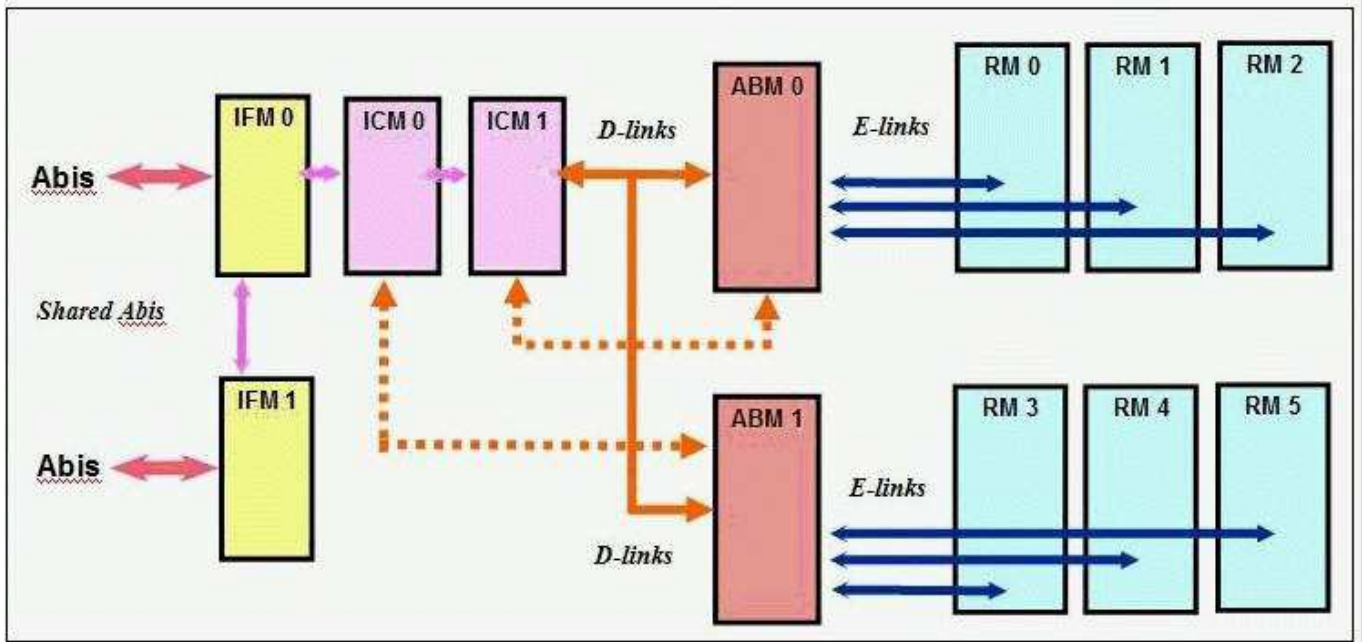 RM 0
RM 1
RM 2
ABM 0
IFM 0
ICM 0
ICM 1
D-links
E-links
Abis
Shared Abis
IFM 1
ABM 1
RM 3
RM 4
RM 5
Abis
E-links
D-links